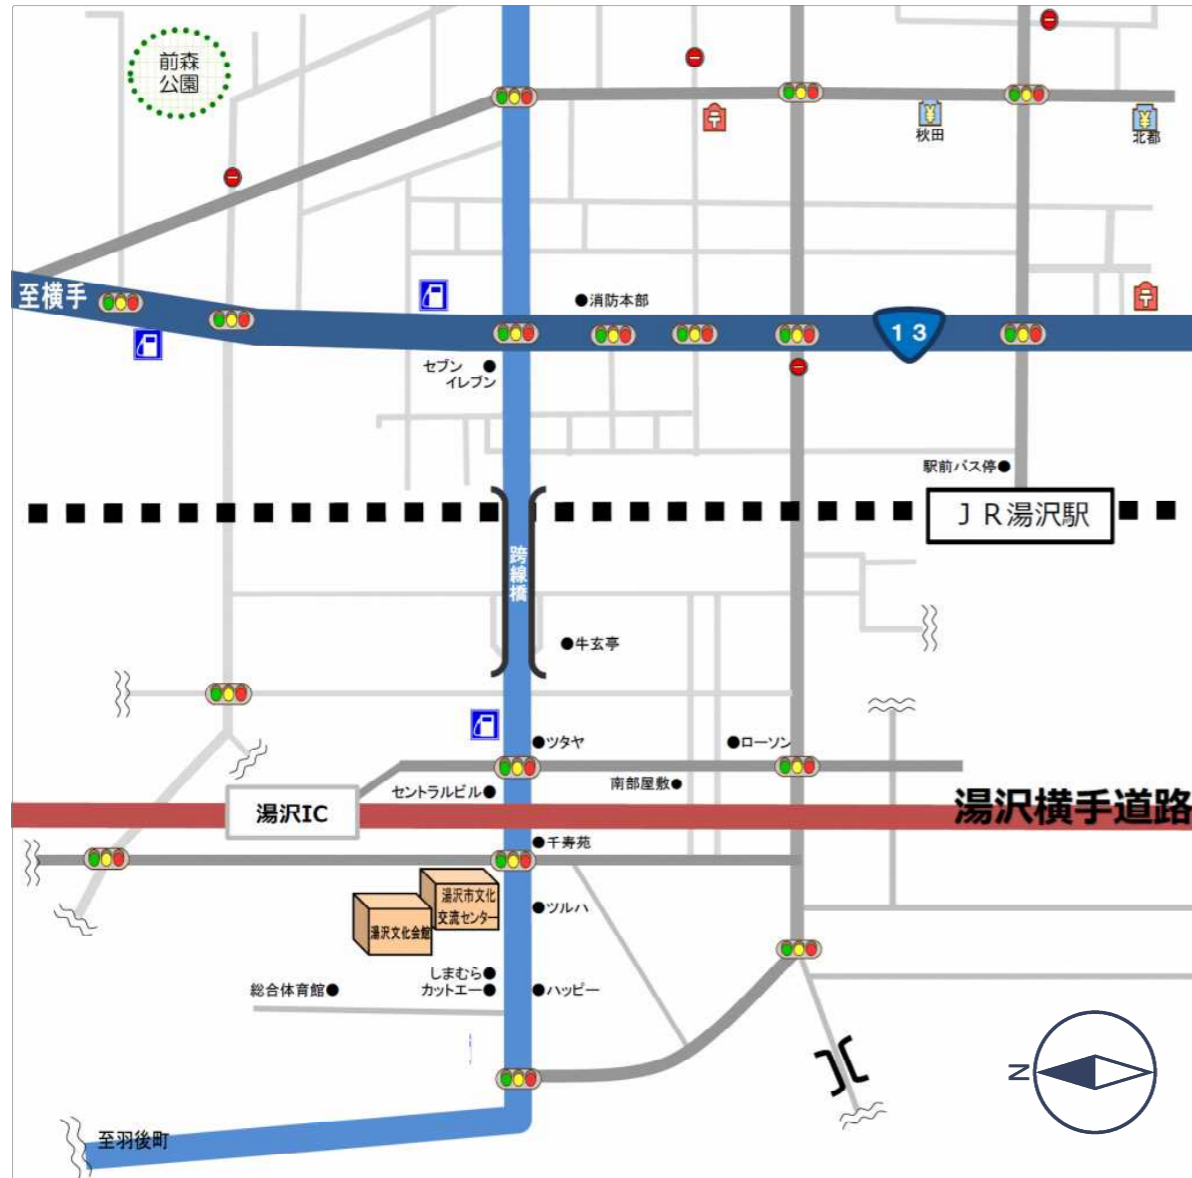 前森
公園
秋田
北都
至横手
消防本部
13
セブン
イレブン
駅前バス停
JR湯沢駅
跨線橋
牛玄亭
ツタヤ
ローソン
南部屋敷
セントラルビル
湯沢IC
湯沢横手道路
千寿苑
湯沢市文化
交流センター
湯沢文化会館
ツルハ
しまむら
カットエー
総合体育館
ハッピー
N
至羽後町